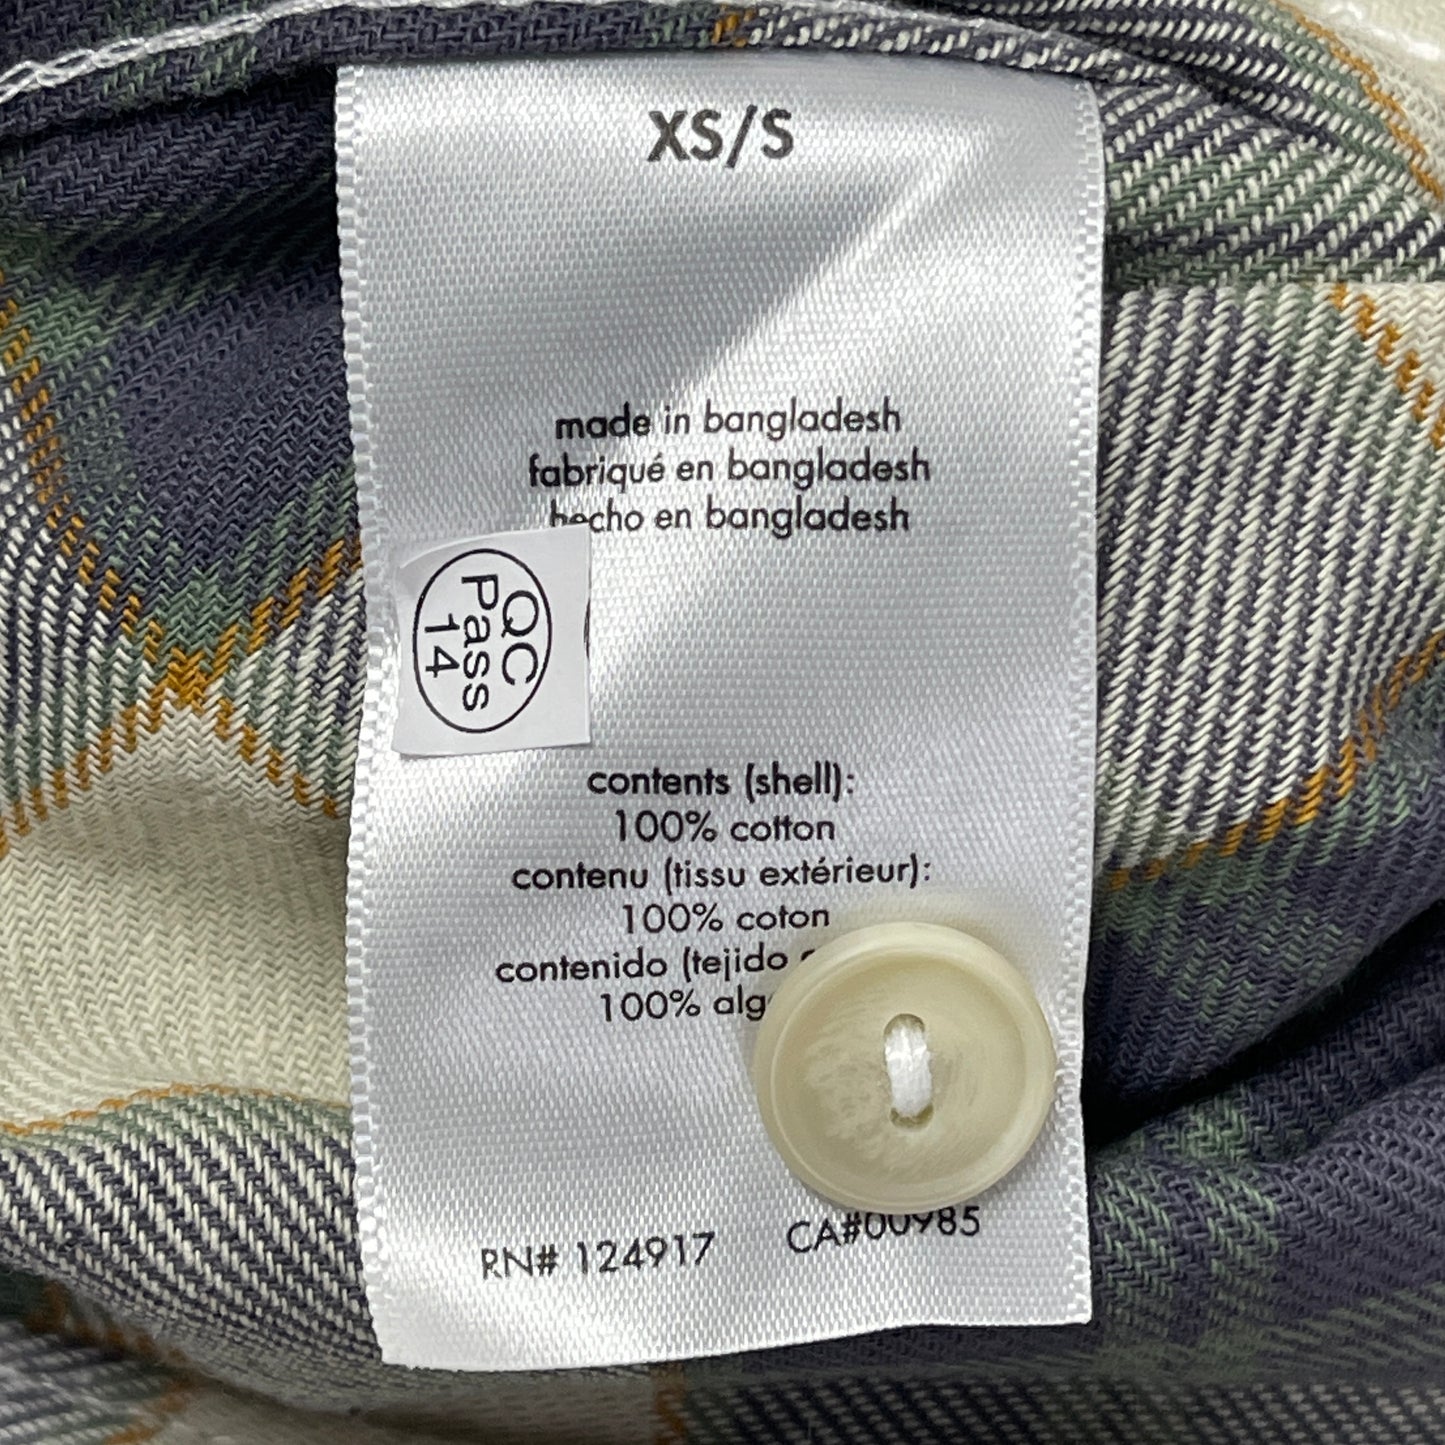 XS/S
made in bangladesh
fabriqué en bangladesh
hecho en bangladesh
QC
Pass
14
contents (shell):
100% cotton
contenu (tissu extérieur):
100% coton
contenido (tejido
100%
RN# 124917 CA#00985